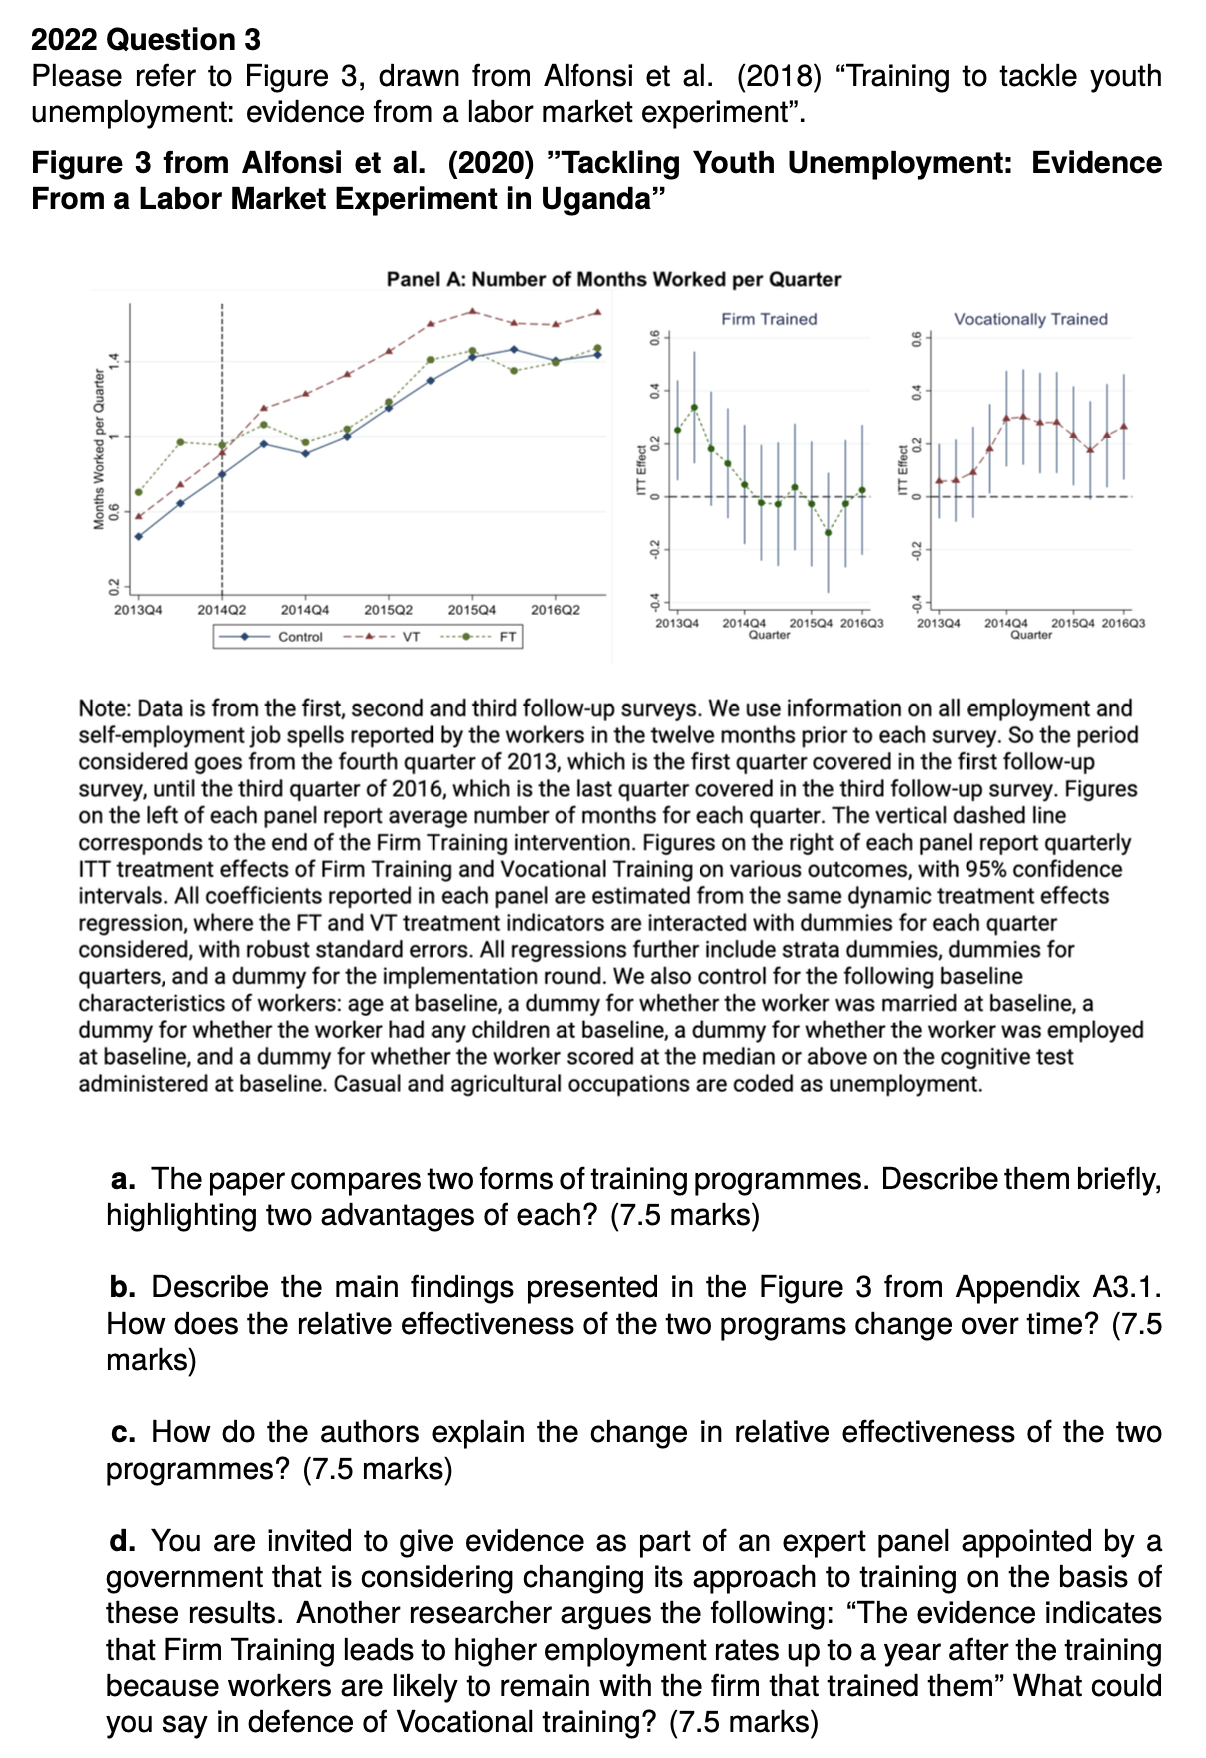 2022 Question 3
Please refer to Figure 3, drawn from Alfonsi et al. (2018) “Training to tackle youth
unemployment: evidence from a labor market experiment”.
Figure 3 from Alfonsi et al. (2020) ”Tackling Youth Unemployment: Evidence
From a Labor Market Experiment in Uganda”
Panel A: Number of Months Worked per Quarter
Months Worked per Quarter
1.4
1
0.6
0.2
2013Q4 2014Q2 2014Q4 2015Q2 2015Q4 2016Q2
Control VT FT
Firm Trained
ITT Effect
0.6
0.4
0.2
0
-0.2
-0.4
2013Q4 2014Q4 2015Q4 2016Q3
Quarter
Vocationally Trained
ITT Effect
0.6
0.4
0.2
0
-0.2
-0.4
2013Q4 2014Q4 2015Q4 2016Q3
Quarter
Note: Data is from the first, second and third follow-up surveys. We use information on all employment and
self-employment job spells reported by the workers in the twelve months prior to each survey. So the period
considered goes from the fourth quarter of 2013, which is the first quarter covered in the first follow-up
survey, until the third quarter of 2016, which is the last quarter covered in the third follow-up survey. Figures
on the left of each panel report average number of months for each quarter. The vertical dashed line
corresponds to the end of the Firm Training intervention. Figures on the right of each panel report quarterly
ITT treatment effects of Firm Training and Vocational Training on various outcomes, with 95% confidence
intervals. All coefficients reported in each panel are estimated from the same dynamic treatment effects
regression, where the FT and VT treatment indicators are interacted with dummies for each quarter
considered, with robust standard errors. All regressions further include strata dummies, dummies for
quarters, and a dummy for the implementation round. We also control for the following baseline
characteristics of workers: age at baseline, a dummy for whether the worker was married at baseline, a
dummy for whether the worker had any children at baseline, a dummy for whether the worker was employed
at baseline, and a dummy for whether the worker scored at the median or above on the cognitive test
administered at baseline. Casual and agricultural occupations are coded as unemployment.
a. The paper compares two forms of training programmes. Describe them briefly,
highlighting two advantages of each? (7.5 marks)
b. Describe the main findings presented in the Figure 3 from Appendix A3.1.
How does the relative effectiveness of the two programs change over time? (7.5
marks)
c. How do the authors explain the change in relative effectiveness of the two
programmes? (7.5 marks)
d. You are invited to give evidence as part of an expert panel appointed by a
government that is considering changing its approach to training on the basis of
these results. Another researcher argues the following: “The evidence indicates
that Firm Training leads to higher employment rates up to a year after the training
because workers are likely to remain with the firm that trained them” What could
you say in defence of Vocational training? (7.5 marks)